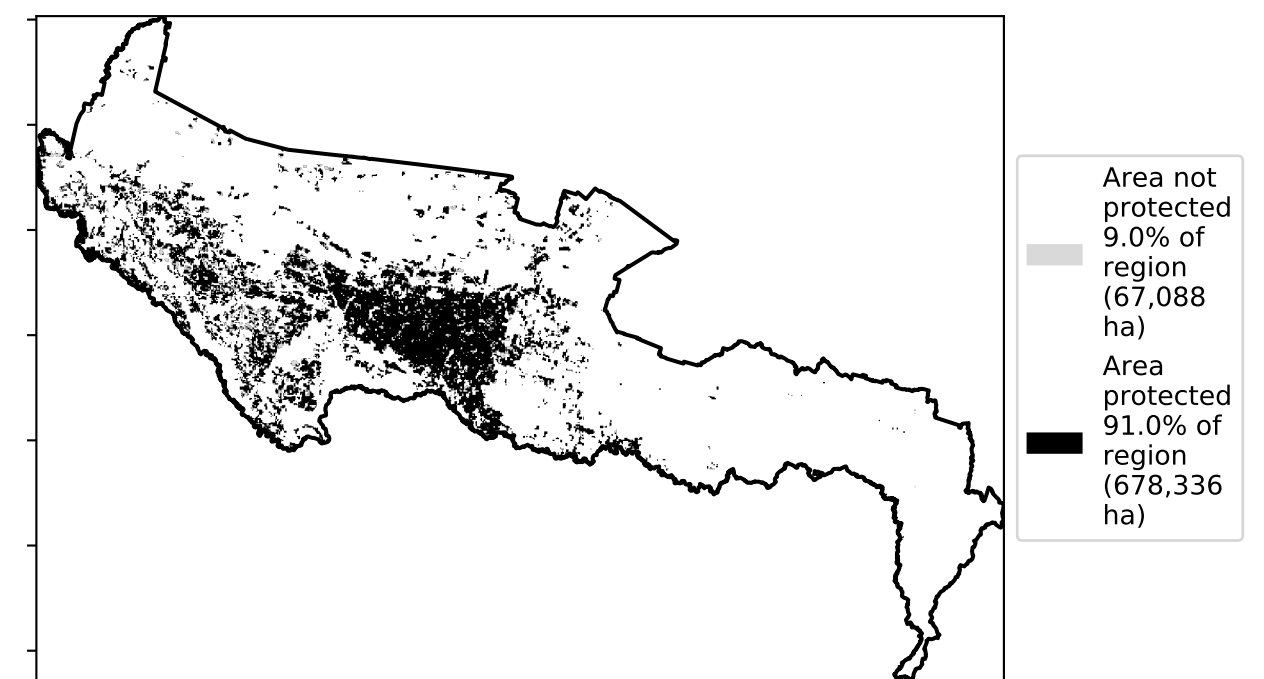 Area not
protected
9.0% of
region
(67,088
ha)
Area
protected
91.0% of
region
(678,336
ha)